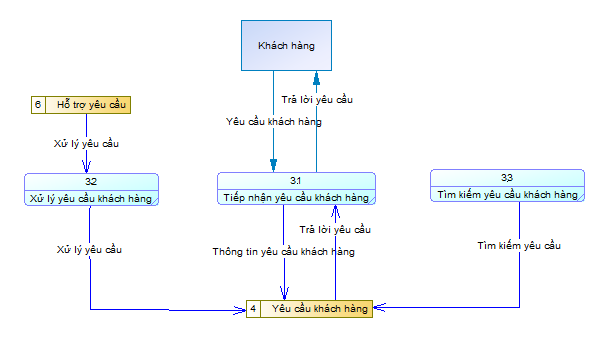 Khách hàng
Trả lời yêu cầu
6 Hỗ trợ yêu cầu
Yêu cầu khách hàng
Xử lý yêu cầu
3.2
3.1
3.3
Xử lý yêu cầu khách hàng
Tiếp nhận yêu cầu khách hàng
Tìm kiếm yêu cầu khách hàng
Trả lời yêu cầu
Xử lý yêu cầu
Thông tin yêu cầu khách hàng
Tìm kiếm yêu cầu
4 Yêu cầu khách hàng